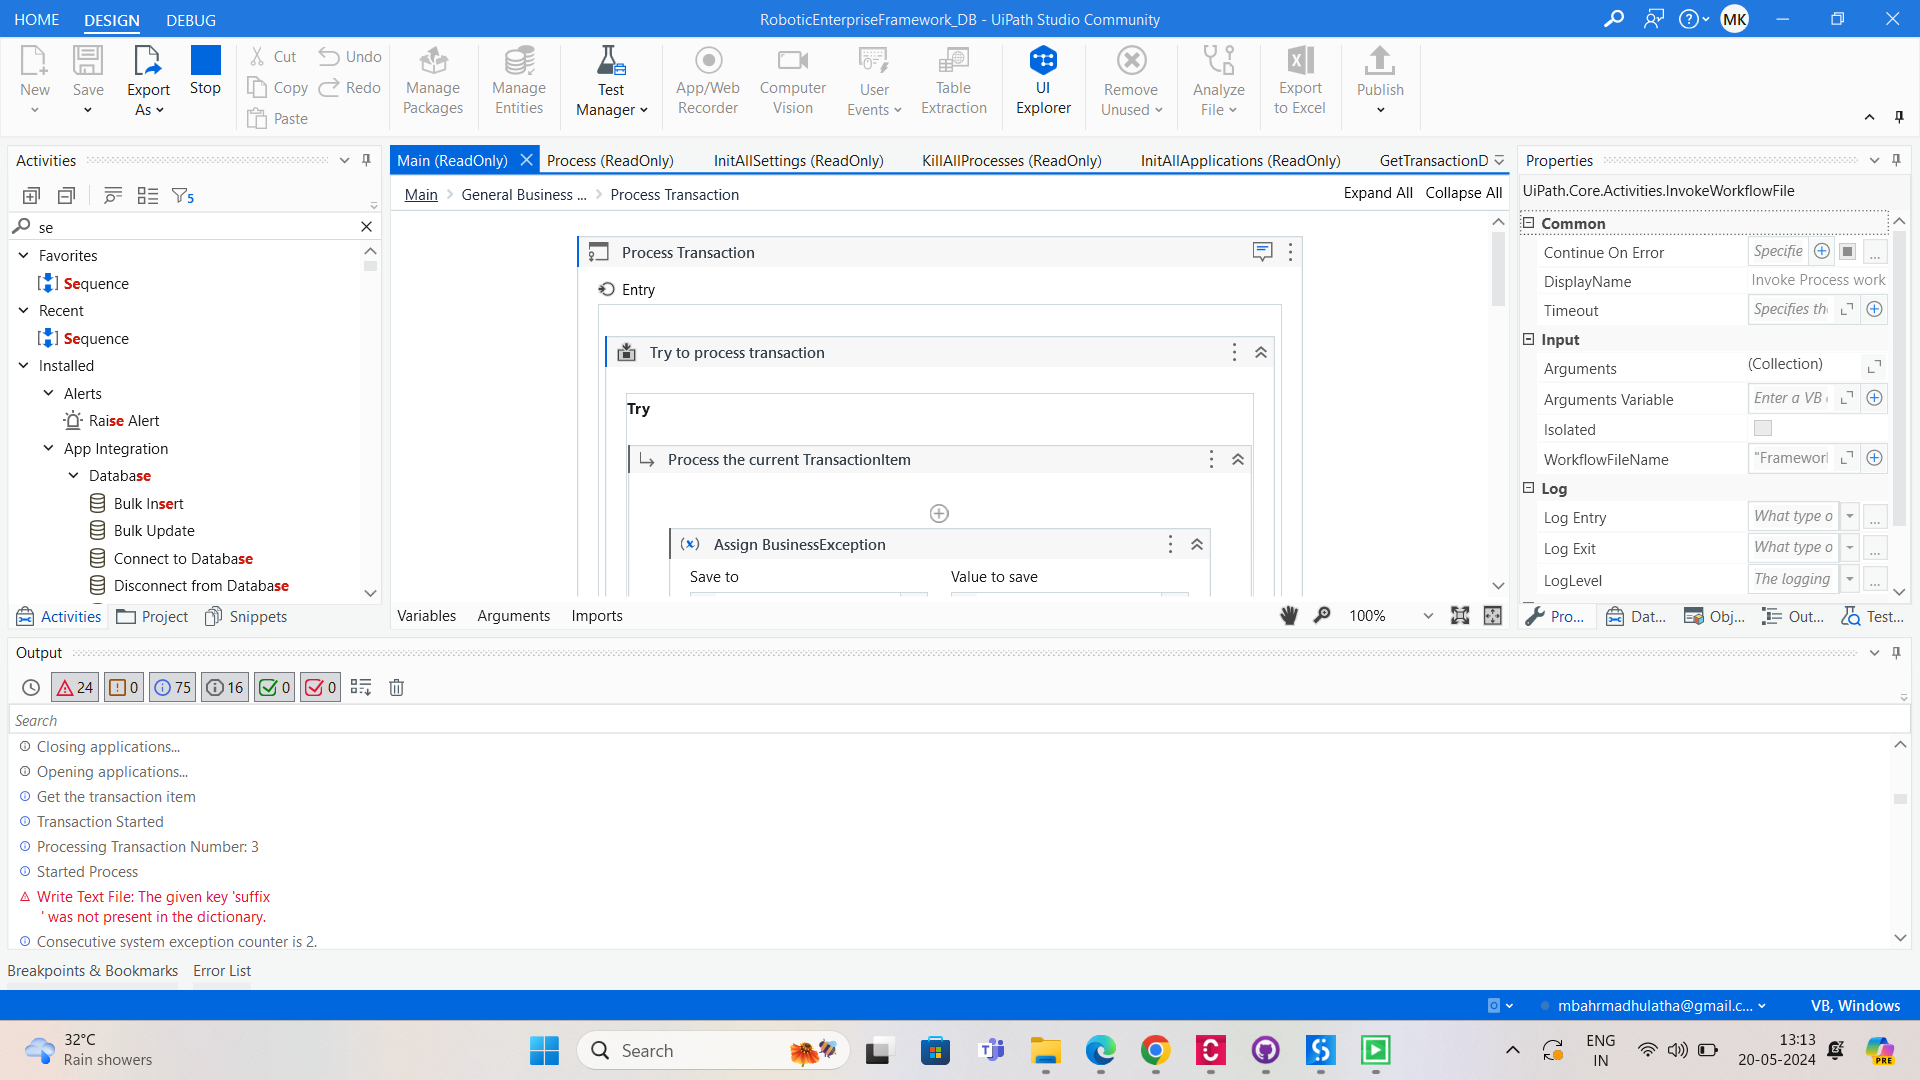 HOME DESIGN DEBUG RoboticEnterpriseFramework_DB - UiPath Studio Community MK
New Save Export As Stop Cut Copy Paste Undo Redo Manage Packages Manage Entities Test Manager App/Web Recorder Computer Vision User Events Table Extraction UI Explorer Remove Unused Analyze File Export to Excel Publish
Activities
5
se
Favorites
Sequence
Recent
Sequence
Installed
Alerts
Raise Alert
App Integration
Database
Bulk Insert
Bulk Update
Connect to Database
Disconnect from Database
Activities Project Snippets
Main (ReadOnly) Process (ReadOnly) InitAllSettings (ReadOnly) KillAllProcesses (ReadOnly) InitAllApplications (ReadOnly) GetTransactionD
Main General Business ... Process Transaction Expand All Collapse All
Process Transaction
Entry
Try to process transaction
Try
Process the current TransactionItem
(x) Assign BusinessException
Save to Value to save
Variables Arguments Imports 100%
Properties
UiPath.Core.Activities.InvokeWorkflowFile
Common
Continue On Error Specifie ...
DisplayName Invoke Process work
Timeout Specifies th
Input
Arguments (Collection)
Arguments Variable Enter a VB
Isolated
WorkflowFileName "Framework
Log
Log Entry What type o ...
Log Exit What type o ...
LogLevel The logging ...
Pro... Dat... Obj... Out... Test...
Output
24 0 75 16 0 0
Search
Closing applications...
Opening applications...
Get the transaction item
Transaction Started
Processing Transaction Number: 3
Started Process
Write Text File: The given key 'suffix
' was not present in the dictionary.
Consecutive system exception counter is 2.
Breakpoints & Bookmarks Error List
mbahrmadhulatha@gmail.c... VB, Windows
32°C
Rain showers
Search
ENG
IN
13:13
20-05-2024
PRE